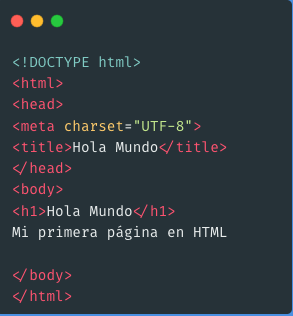 <!DOCTYPE html>
<html>
<head>
<meta charset="UTF-8">
<title>Hola Mundo</title>
</head>
<body>
<h1>Hola Mundo</h1>
Mi primera página en HTML
</body>
</html>